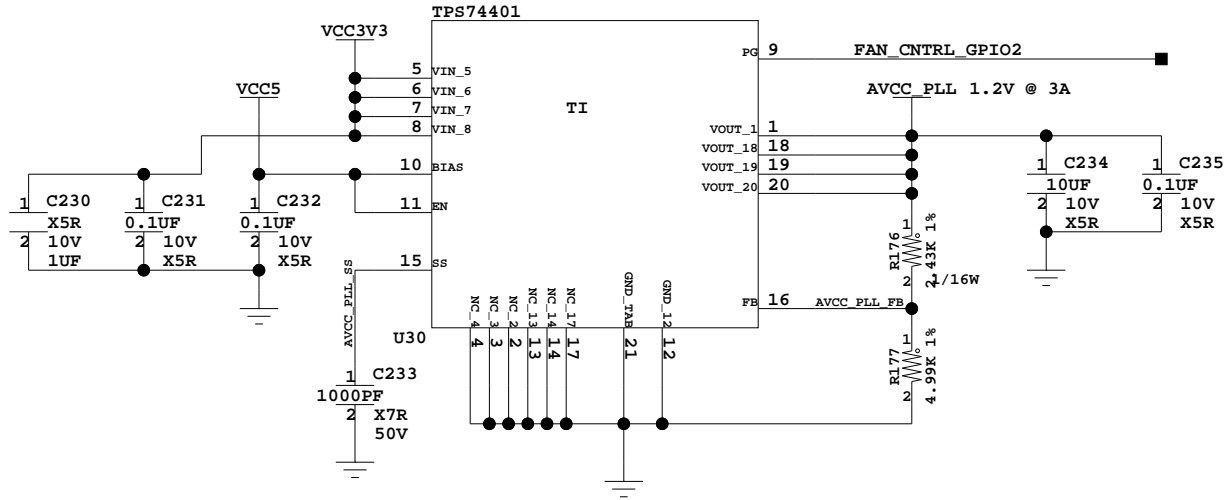 TPS74401
VCC3V3
VCC5
TI
PG 9 FAN_CNTRL_GPIO2
AVCC_PLL 1.2V @ 3A
5 VIN_5
6 VIN_6
7 VIN_7
8 VIN_8
10 BIAS
11 EN
15 SS
VOUT_1 1
VOUT_18 18
VOUT_19 19
VOUT_20 20
FB 16 AVCC_PLL_FB
1 C230
X5R
2 10V
1UF
1 C231
0.1UF
2 10V
X5R
1 C232
0.1UF
2 10V
X5R
AVCC_PLL_SS
1 C233
1000PF
2 X7R
50V
U30
NC_4 4
NC_3 3
NC_2 2
NC_13 13
NC_14 14
NC_17 17
GND_TAB 21
GND_12 12
1
R176
2.43K 1%
2
1/16W
1
R177
4.99K 1%
2
1 C234
10UF
2 10V
X5R
1 C235
0.1UF
2 10V
X5R